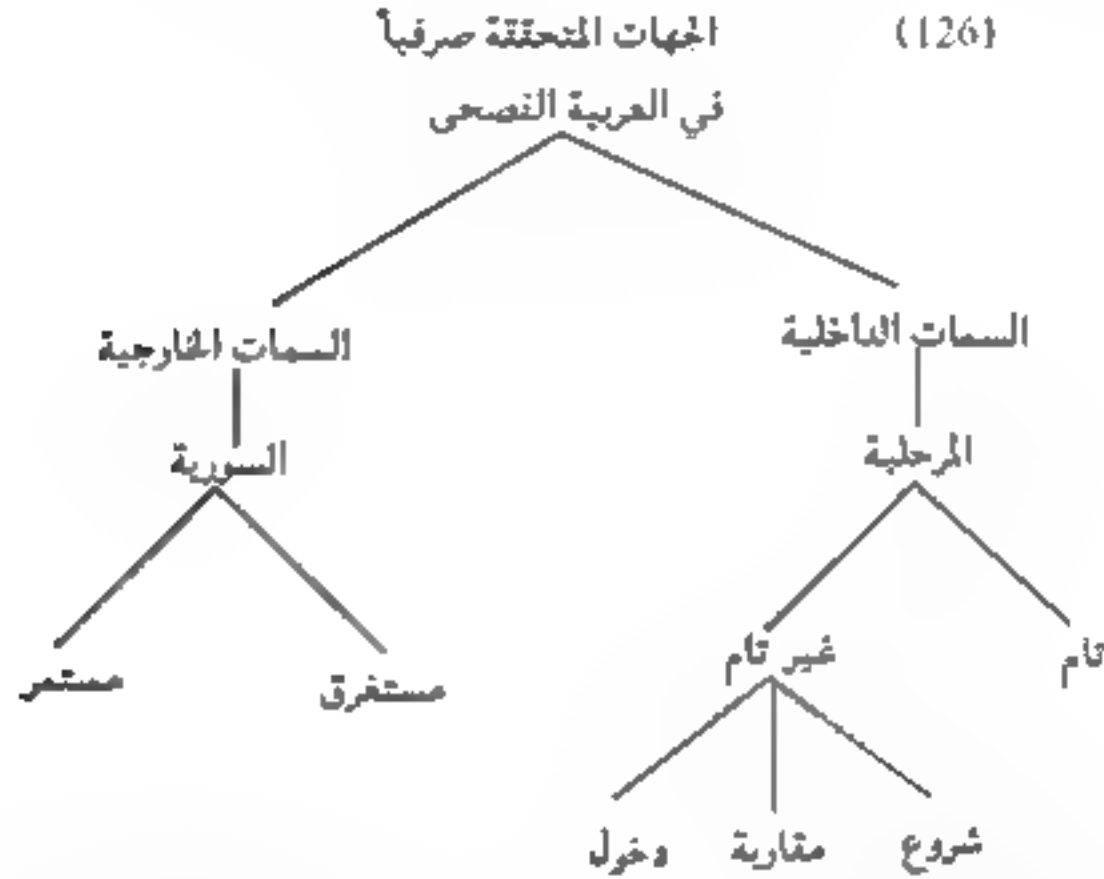 (126) الجهات المتحققة صرفياً
في العربية الفصحى
السمات الداخلية
السمات الخارجية
المرحلية
السورية
تام
غير تام
مستغرق
مستمر
شروع
مقاربة
دخول